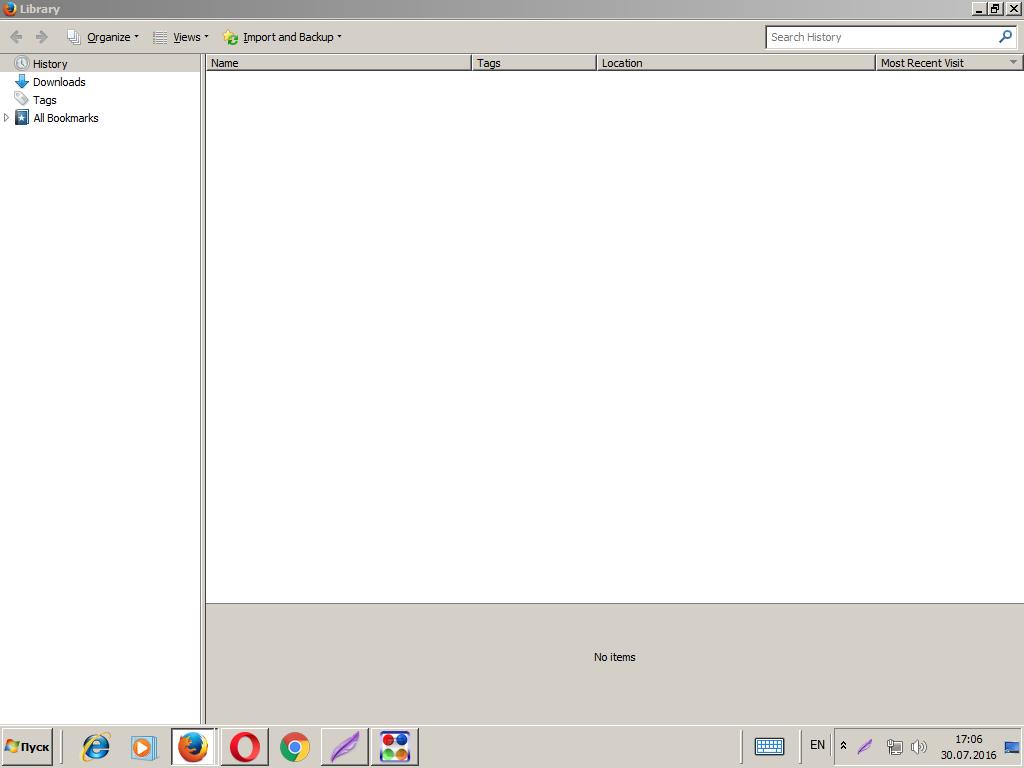 Library
Organize Views Import and Backup Search History
History
Downloads
Tags
All Bookmarks
Name Tags Location Most Recent Visit
No items
Пуск EN 17:06
30.07.2016